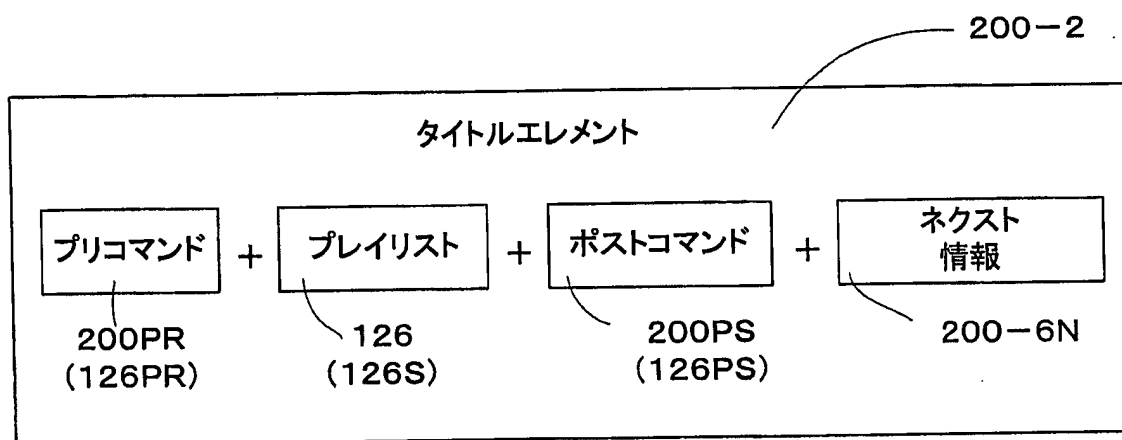 200-2
タイトルエレメント
プリコマンド + プレイリスト + ポストコマンド + ネクスト
情報
200PR 126 200PS 200-6N
(126PR) (126S) (126PS)